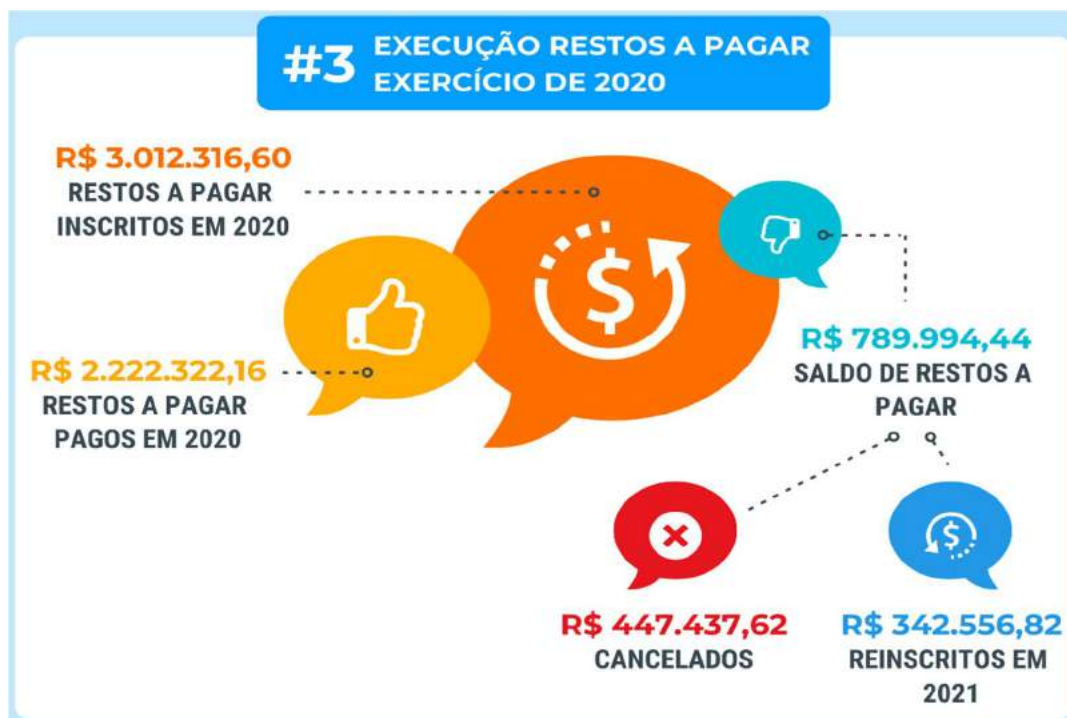 #3 EXECUÇÃO RESTOS A PAGAR
EXERCÍCIO DE 2020
R$ 3.012.316,60
RESTOS A PAGAR
INSCRITOS EM 2020
$
R$ 2.222.322,16
RESTOS A PAGAR
PAGOS EM 2020
R$ 789.994,44
SALDO DE RESTOS A
PAGAR
R$ 447.437,62
CANCELADOS
$
R$ 342.556,82
REINSCRITOS EM
2021